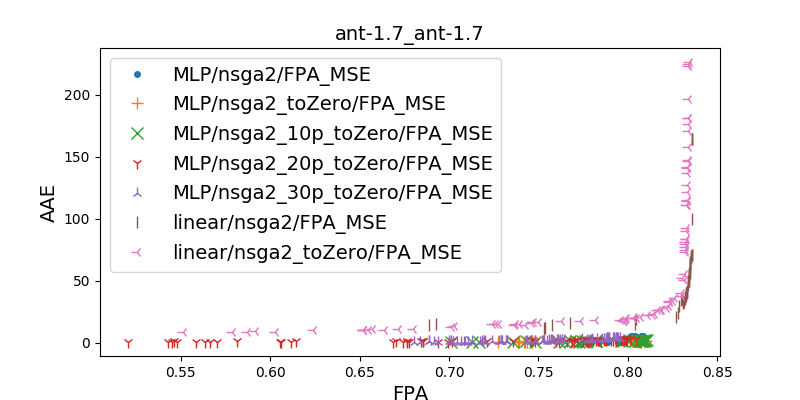 ant-1.7_ant-1.7
AAE
200
150
100
50
0
MLP/nsga2/FPA_MSE
MLP/nsga2_toZero/FPA_MSE
MLP/nsga2_10p_toZero/FPA_MSE
MLP/nsga2_20p_toZero/FPA_MSE
MLP/nsga2_30p_toZero/FPA_MSE
linear/nsga2/FPA_MSE
linear/nsga2_toZero/FPA_MSE
0.55 0.60 0.65 0.70 0.75 0.80 0.85
FPA